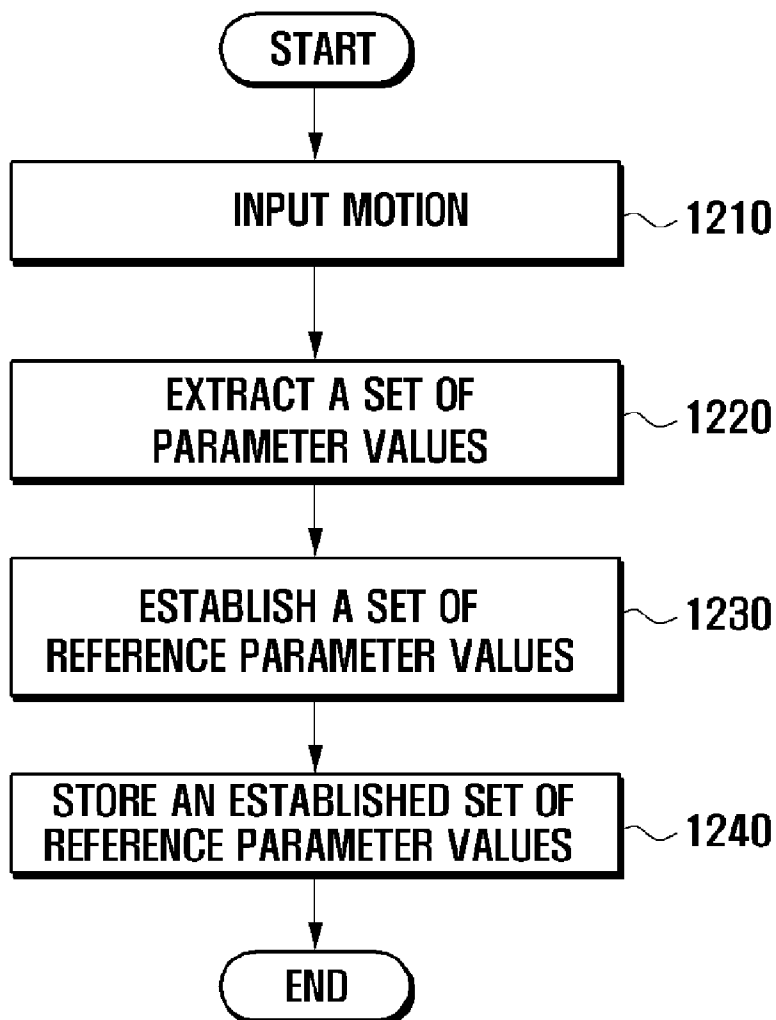 START
INPUT MOTION
1210
EXTRACT A SET OF
PARAMETER VALUES
1220
ESTABLISH A SET OF
REFERENCE PARAMETER VALUES
1230
STORE AN ESTABLISHED SET OF
REFERENCE PARAMETER VALUES
1240
END